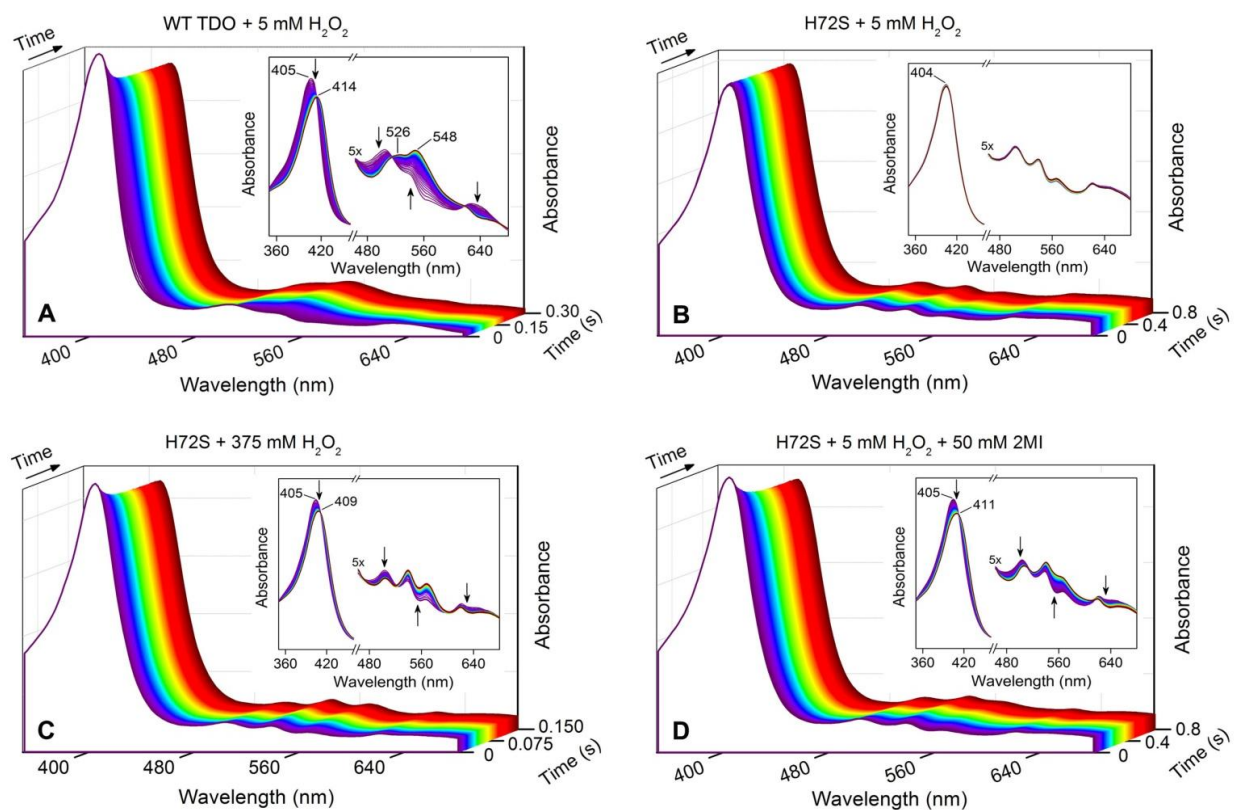 WT TDO + 5 mM H₂O₂
Time
405
414
5x
526
548
Absorbance
360 420 480 560 640
Wavelength (nm)
Absorbance
A
0.30
0.15
0
Time (s)
400 480 560 640
Wavelength (nm)
H72S + 5 mM H₂O₂
Time
404
5x
Absorbance
360 420 480 560 640
Wavelength (nm)
Absorbance
B
0.8
0.4
0
Time (s)
400 480 560 640
Wavelength (nm)
H72S + 375 mM H₂O₂
Time
405
409
5x
Absorbance
360 420 480 560 640
Wavelength (nm)
Absorbance
C
0.150
0.075
0
Time (s)
400 480 560 640
Wavelength (nm)
H72S + 5 mM H₂O₂ + 50 mM 2MI
Time
405
411
5x
Absorbance
360 420 480 560 640
Wavelength (nm)
Absorbance
D
0.8
0.4
0
Time (s)
400 480 560 640
Wavelength (nm)